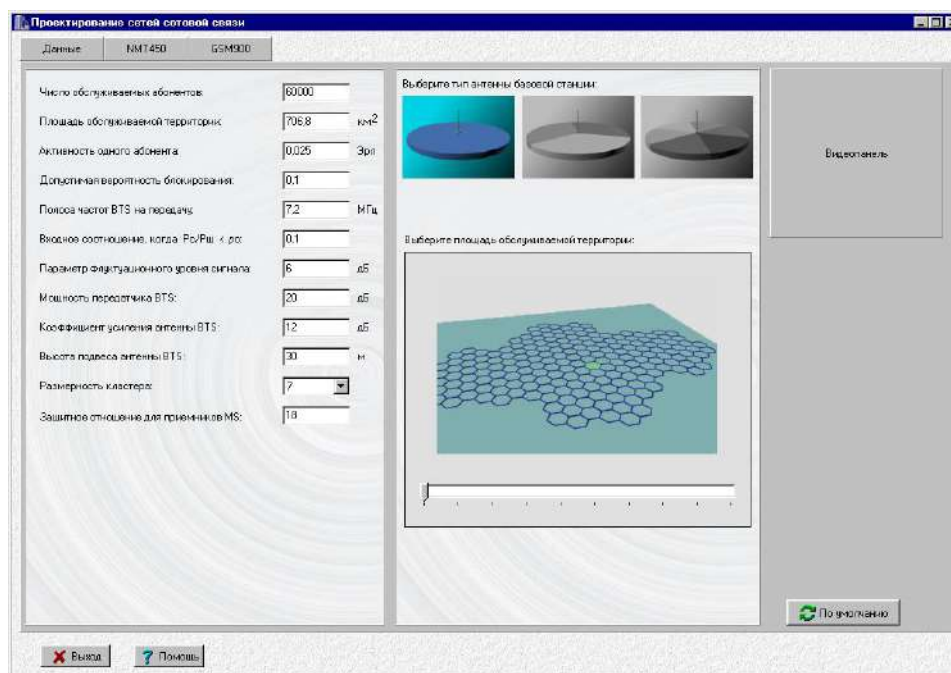 Проектирование сетей сотовой связи
Данные NMT450 GSM900
Число обслуживаемых абонентов: 60000
Площадь обслуживаемой территории: 706,8 км2
Активность одного абонента: 0,025 Эрл
Допустимая вероятность блокирования: 0,1
Полоса частот BTS на передачу: 7,2 МГц
Входное соотношение, когда Рс/Рш < ро: 0,1
Параметр флуктуационного уровня сигнала: 6 дБ
Мощность передатчика BTS: 20 дБ
Коэффициент усиления антенны BTS: 12 дБ
Высота подвеса антенны BTS: 30 м
Размерность кластера: 7
Защитное отношение для приемников MS: 18
Выберите тип антенны базовой станции:
Выберите площадь обслуживаемой территории:
Видеопанель
По умолчанию
Выход
Помощь